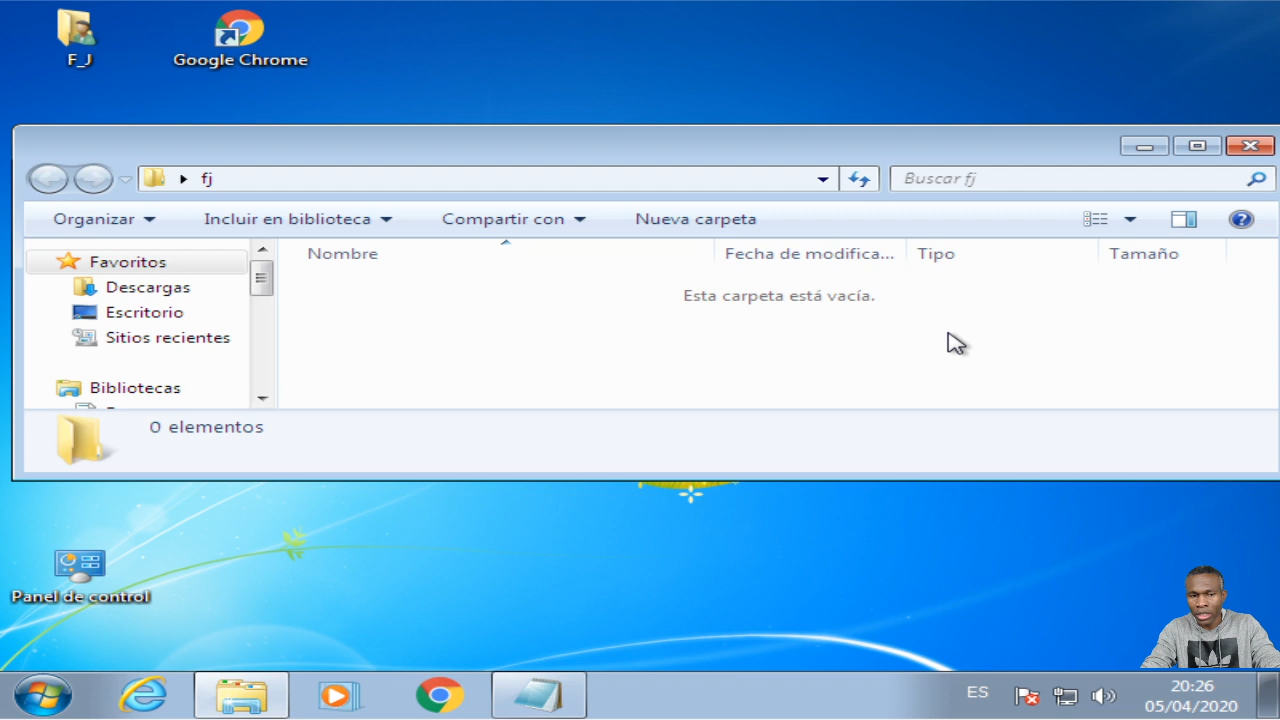 F_J
Google Chrome
fj
Buscar fj
Organizar
Incluir en biblioteca
Compartir con
Nueva carpeta
Nombre
Fecha de modifica...
Tipo
Tamaño
Favoritos
Esta carpeta está vacía.
Descargas
Escritorio
Sitios recientes
Bibliotecas
0 elementos
Panel de control
ES
20:26
05/04/2020